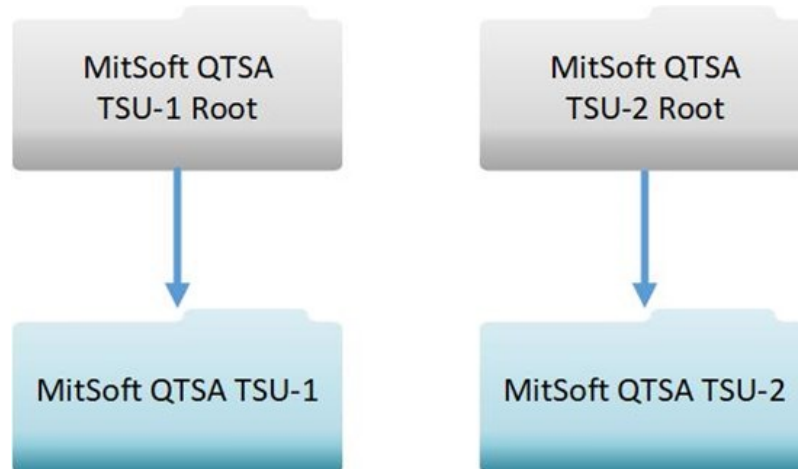 MitSoft QTSA
TSU-1 Root
MitSoft QTSA
TSU-2 Root
MitSoft QTSA TSU-1
MitSoft QTSA TSU-2